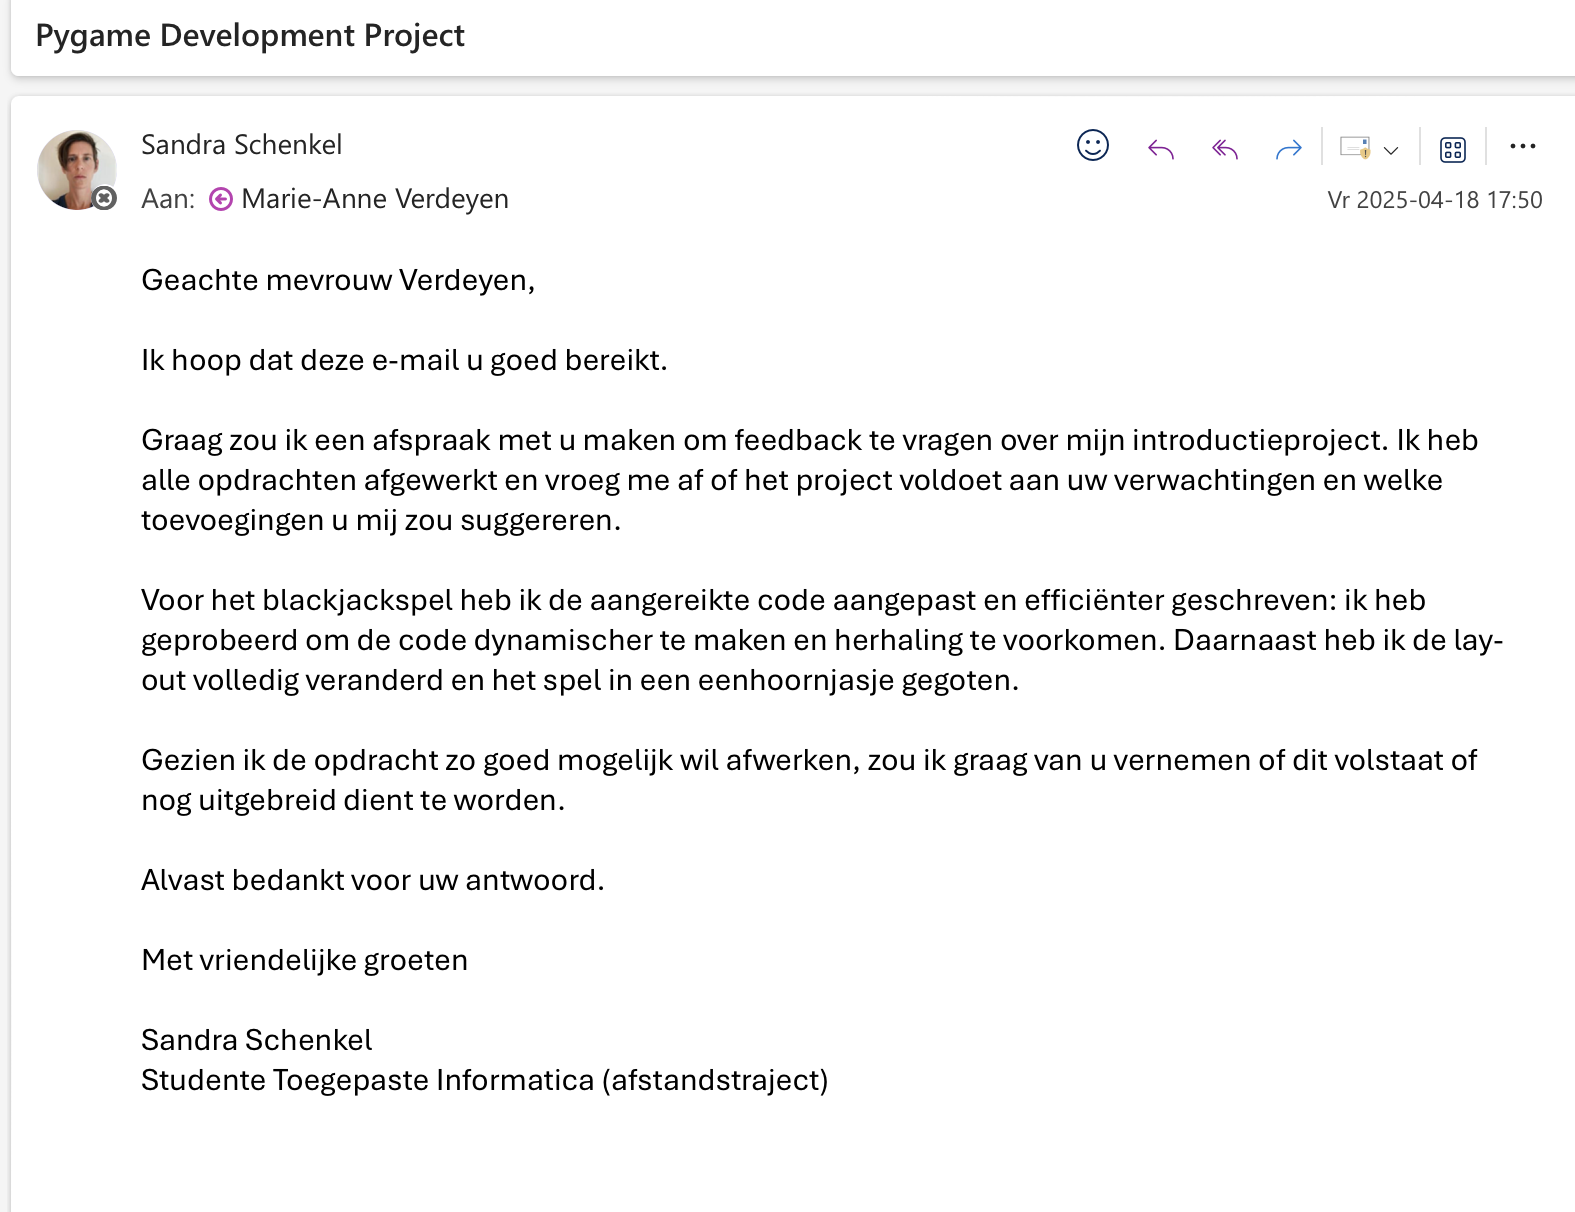 Pygame Development Project
Sandra Schenkel
Aan: Marie-Anne Verdeyen
Vr 2025-04-18 17:50
Geachte mevrouw Verdeyen,
Ik hoop dat deze e-mail u goed bereikt.
Graag zou ik een afspraak met u maken om feedback te vragen over mijn introductieproject. Ik heb
alle opdrachten afgewerkt en vroeg me af of het project voldoet aan uw verwachtingen en welke
toevoegingen u mij zou suggereren.
Voor het blackjackspel heb ik de aangereikte code aangepast en efficiënter geschreven: ik heb
geprobeerd om de code dynamischer te maken en herhaling te voorkomen. Daarnaast heb ik de lay-
out volledig veranderd en het spel in een eenhoornjasje gegoten.
Gezien ik de opdracht zo goed mogelijk wil afwerken, zou ik graag van u vernemen of dit volstaat of
nog uitgebreid dient te worden.
Alvast bedankt voor uw antwoord.
Met vriendelijke groeten
Sandra Schenkel
Studente Toegepaste Informatica (afstandstraject)